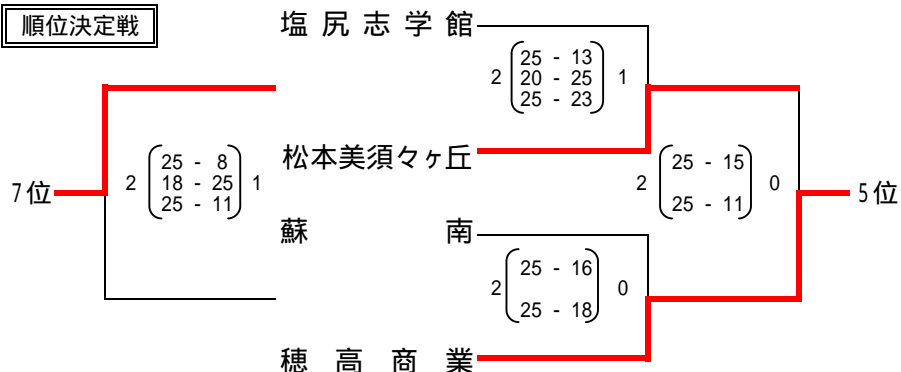 順位決定戦
塩尻志学館
2 25 - 13 1
20 - 25
25 - 23
松本美須々ヶ丘
7位
2 25 - 8 1
18 - 25
25 - 11
2 25 - 15 0
25 - 11
5位
蘇南
2 25 - 16 0
25 - 18
穂高商業